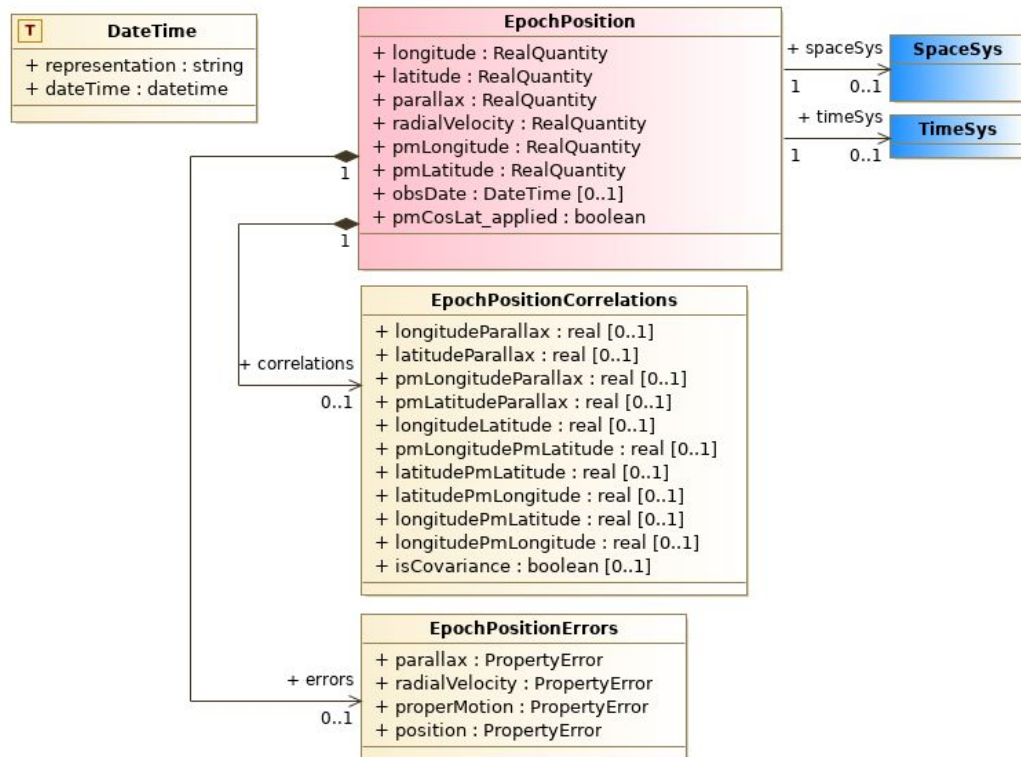 T
DateTime
+ representation : string
+ dateTime : datetime
EpochPosition
+ longitude : RealQuantity
+ latitude : RealQuantity
+ parallax : RealQuantity
+ radialVelocity : RealQuantity
+ pmLongitude : RealQuantity
+ pmLatitude : RealQuantity
+ obsDate : DateTime [0..1]
+ pmCosLat_applied : boolean
+ spaceSys
1
0..1
SpaceSys
+ timeSys
1
0..1
TimeSys
1
1
EpochPositionCorrelations
+ longitudeParallax : real [0..1]
+ latitudeParallax : real [0..1]
+ pmLongitudeParallax : real [0..1]
+ pmLatitudeParallax : real [0..1]
+ longitudeLatitude : real [0..1]
+ pmLongitudePmLatitude : real [0..1]
+ latitudePmLatitude : real [0..1]
+ latitudePmLongitude : real [0..1]
+ longitudePmLatitude : real [0..1]
+ longitudePmLongitude : real [0..1]
+ isCovariance : boolean [0..1]
+ correlations
0..1
EpochPositionErrors
+ parallax : PropertyError
+ radialVelocity : PropertyError
+ properMotion : PropertyError
+ position : PropertyError
+ errors
0..1